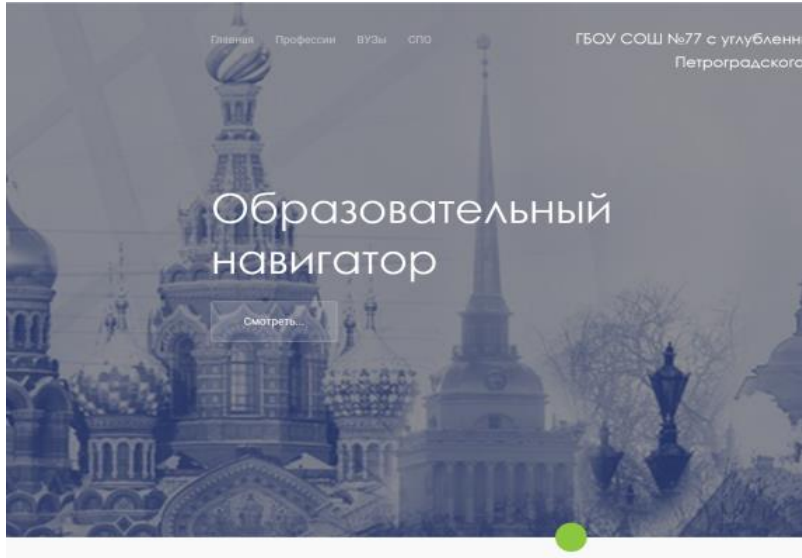 Главная Профессии ВУЗы СПО
ГБОУ СОШ №77 с углубленн
Петроградского
Образовательный
навигатор
Смотреть...